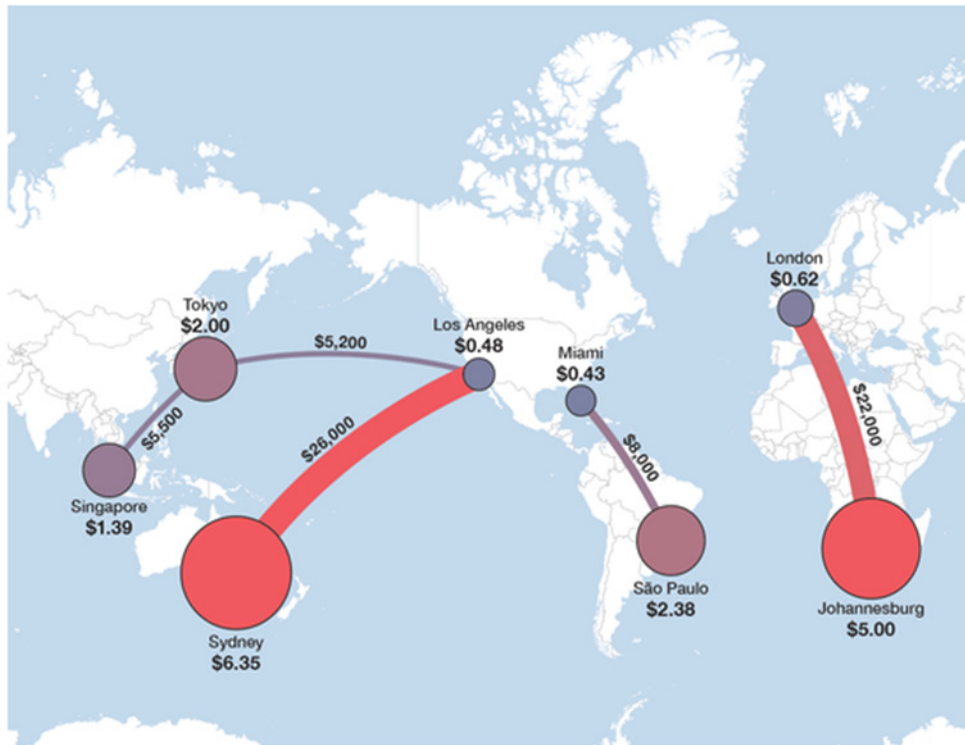 London
$0.62
Tokyo
$2.00
Los Angeles
$0.48
$5,200
Miami
$0.43
$5,500
$26,000
$8,000
$22,000
Singapore
$1.39
São Paulo
$2.38
Johannesburg
$5.00
Sydney
$6.35